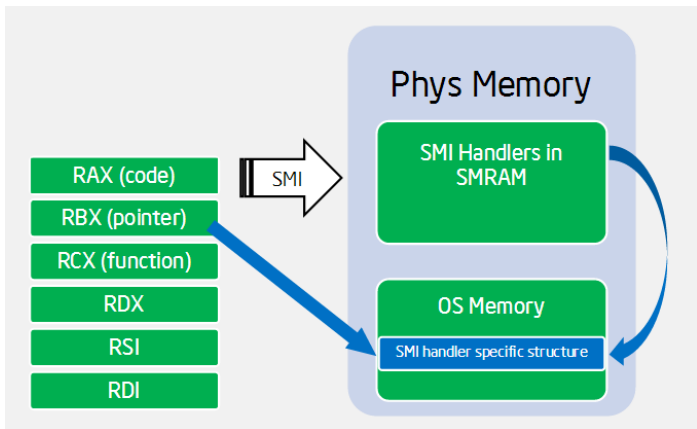 Phys Memory
SMI Handlers in
SMRAM
SMI
RAX (code)
RBX (pointer)
RCX (function)
RDX
RSI
RDI
OS Memory
SMI handler specific structure